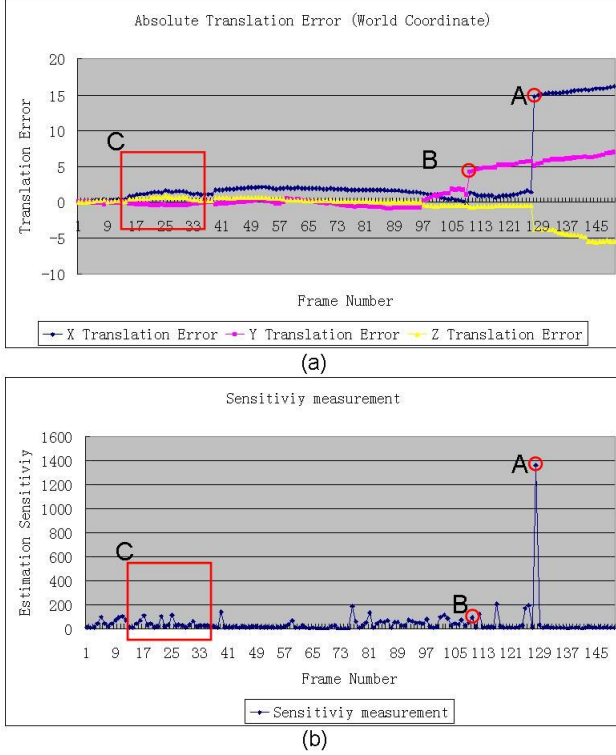 Absolute Translation Error (World Coordinate)
20
15
10
5
0
-5
-10
Translation Error
A
B
C
1 9 17 25 33 41 49 57 65 73 81 89 97 105 113 121 129 137 145
Frame Number
X Translation Error Y Translation Error Z Translation Error
(a)
Sensitiviy measurement
1600
1400
1200
1000
800
600
400
200
0
Estimation Sensitiviy
A
C
B
1 9 17 25 33 41 49 57 65 73 81 89 97 105 113 121 129 137 145
Frame Number
Sensitiviy measurement
(b)